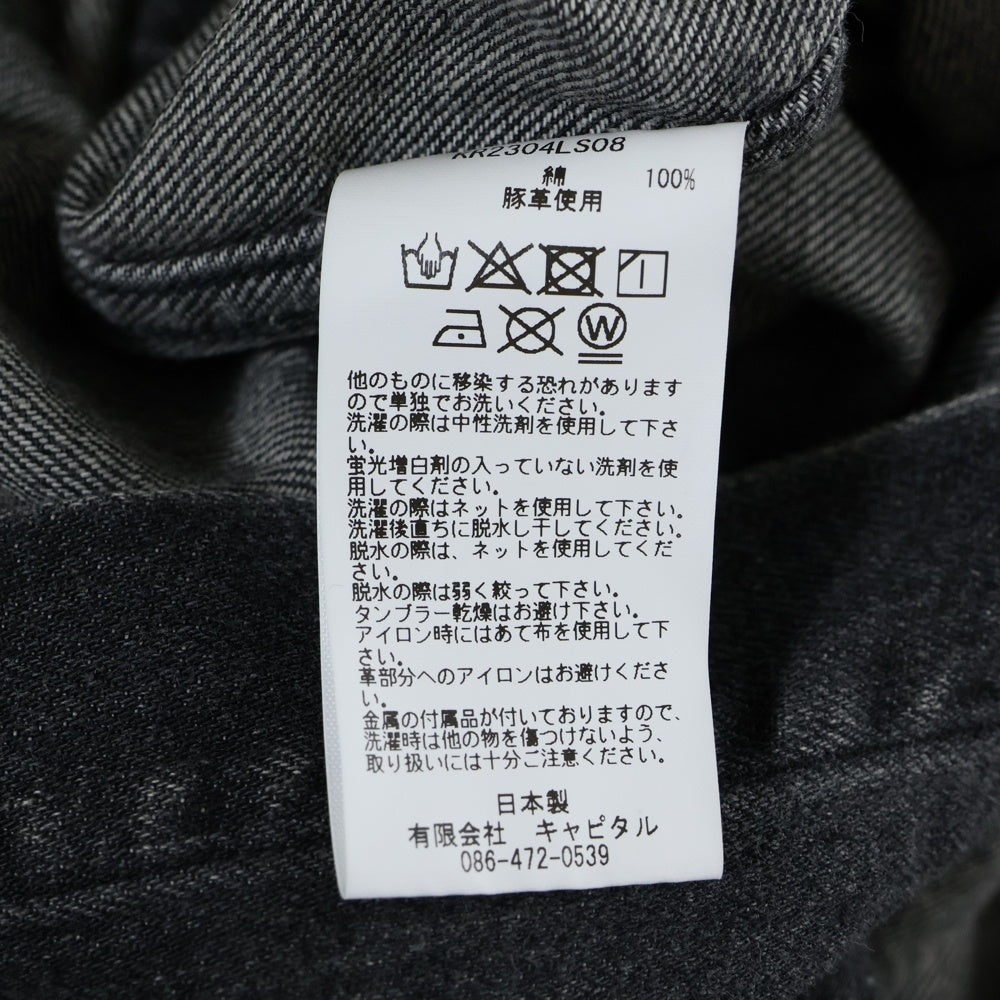 KR2304LS08
綿 100%
豚革使用
W
他のものに移染する恐れがあります
ので単独でお洗いください。
洗濯の際は中性洗剤を使用して下さ
い。
蛍光増白剤の入っていない洗剤を使
用してください。
洗濯の際はネットを使用して下さい。
洗濯後直ちに脱水し干してください。
脱水の際は、ネットを使用してくだ
さい。
脱水の際は弱く絞って下さい。
タンブラー乾燥はお避け下さい。
アイロン時にはあて布を使用して下
さい。
革部分へのアイロンはお避けくださ
い。
金属の付属品が付いておりますので、
洗濯時は他の物を傷つけないよう、
取り扱いには十分ご注意ください。
日本製
有限会社 キャピタル
086-472-0539